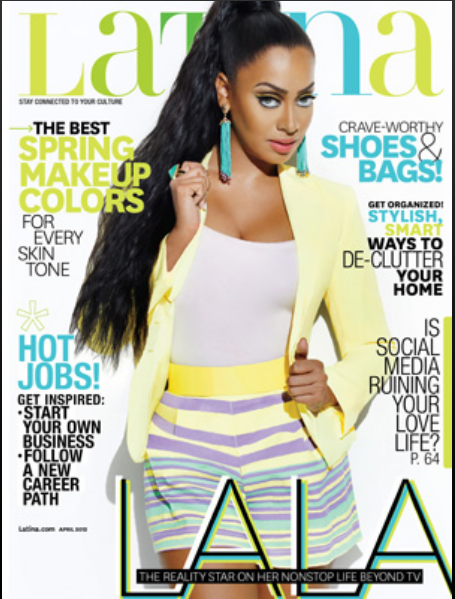 Latina
STAY CONNECTED TO YOUR CULTURE
→THE BEST
SPRING
MAKEUP
COLORS
FOR
EVERY
SKIN
TONE
CRAVE-WORTHY
SHOES &
BAGS!
GET ORGANIZED!
STYLISH,
SMART
WAYS TO
DE-CLUTTER
YOUR
HOME
HOT
JOBS!
GET INSPIRED:
•START
YOUR OWN
BUSINESS
•FOLLOW
A NEW
CAREER
PATH
IS
SOCIAL
MEDIA
RUINING
YOUR
LOVE
LIFE?
P. 64
Latina.com APRIL 2013
LALA
THE REALITY STAR ON HER NONSTOP LIFE BEYOND TV